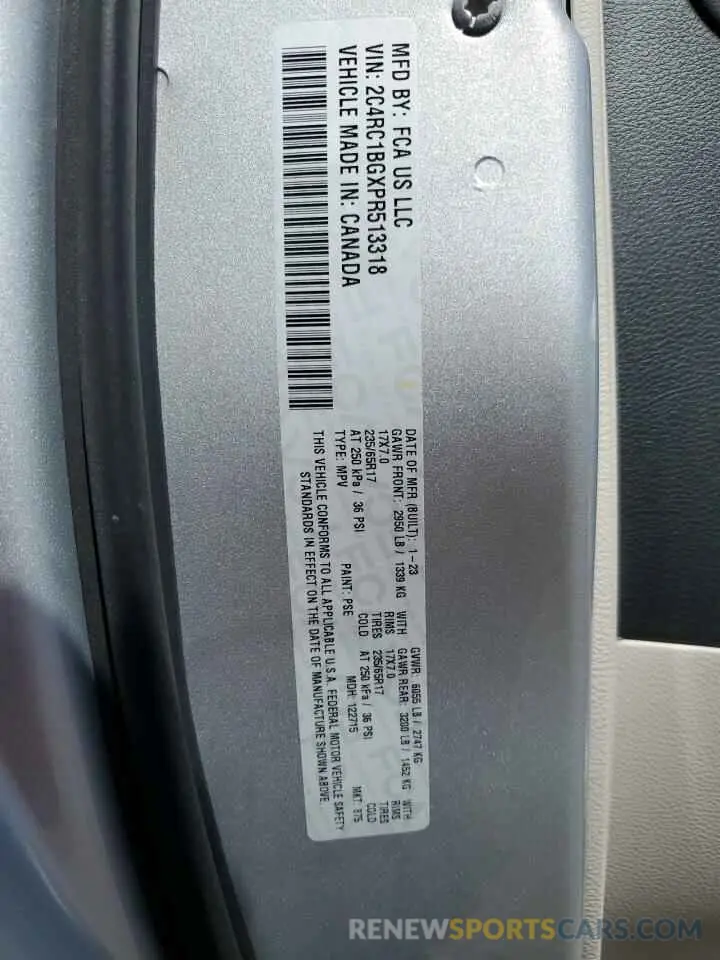 MFD BY: FCA US LLC
VIN: 2C4RC1BGXPR513318
VEHICLE MADE IN: CANADA
DATE OF MFR (BUILT): 1-23 GVWR: 6055 LB / 2747 KG
GAWR FRONT: 2950 LB / 1339 KG WITH GAWR REAR: 3200 LB / 1452 KG WITH
17X7.0 RIMS 17X7.0 RIMS
235/65R17 TIRES 235/65R17 TIRES
AT 250 kPa / 36 PSI COLD AT 250 kPa / 36 PSI COLD
TYPE: MPV PAINT: PSE MDH: 122715 MKT: 875
THIS VEHICLE CONFORMS TO ALL APPLICABLE U.S.A. FEDERAL MOTOR VEHICLE SAFETY
STANDARDS IN EFFECT ON THE DATE OF MANUFACTURE SHOWN ABOVE.
RENEWSPORTSCARS.COM